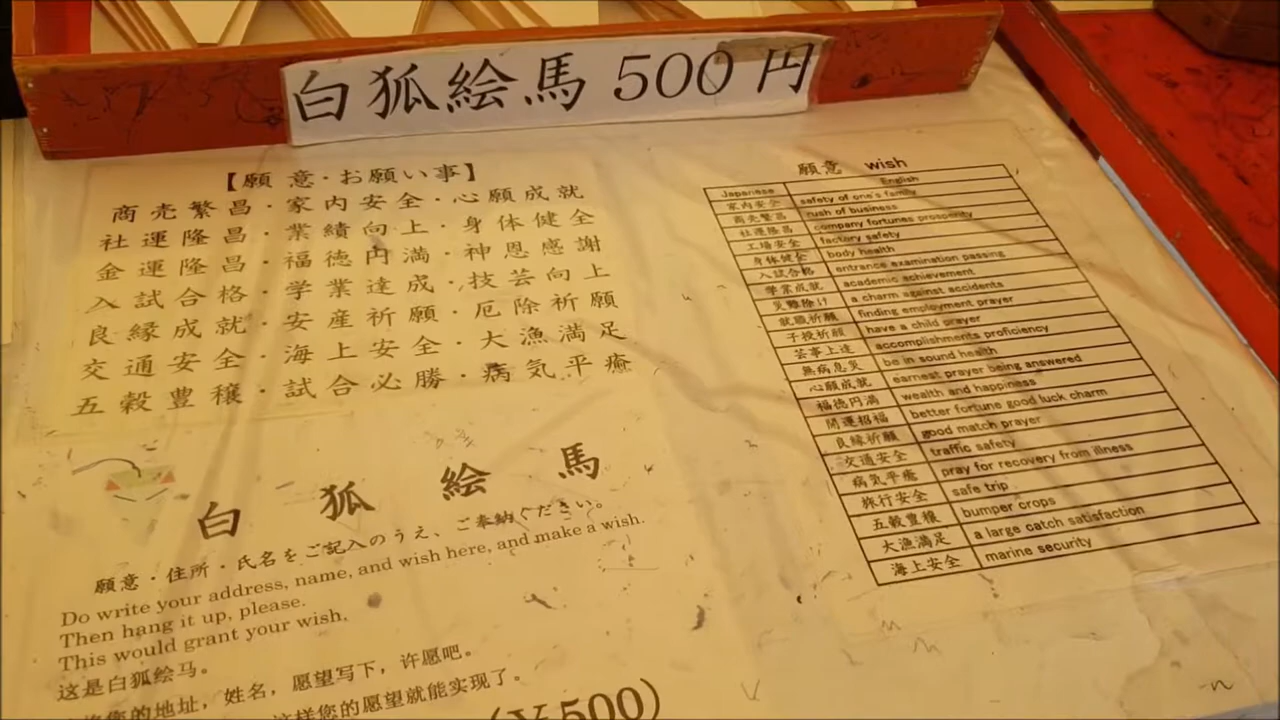 白狐絵馬 500 円
【願意・お願い事】
商売繁昌・家内安全・心願成就
社運隆昌・業績向上・身体健全
金運隆昌・福徳円満・神恩感謝
入試合格・学業達成・技芸向上
良縁成就・安産祈願・厄除祈願
交通安全・海上安全・大漁満足
五穀豊穣・試合必勝・病気平癒
白狐絵馬
願意・住所・氏名をご記入のうえ、ご奉納ください。
Do write your address, name, and wish here, and make a wish.
Then hang it up, please.
This would grant your wish.
这是白狐绘马。
您的地址，姓名，愿望写下，许愿吧。
这样您的愿望就能实现了。
(¥500)
願意 wish
Japanese English
家内安全 safety of one's family
商売繁昌 rush of business
社運隆昌 company fortunes prosperity
工場安全 factory safety
身体健全 body health
入試合格 entrance examination passing
学業成就 academic achievement
災難除け a charm against accidents
就職祈願 finding employment prayer
子授祈願 have a child prayer
芸事上達 accomplishments proficiency
無病息災 be in sound health
心願成就 earnest prayer being answered
福徳円満 wealth and happiness
開運招福 better fortune good luck charm
良縁祈願 good match prayer
交通安全 traffic safety
病気平癒 pray for recovery from illness
旅行安全 safe trip
五穀豊穣 bumper crops
大漁満足 a large catch satisfaction
海上安全 marine security